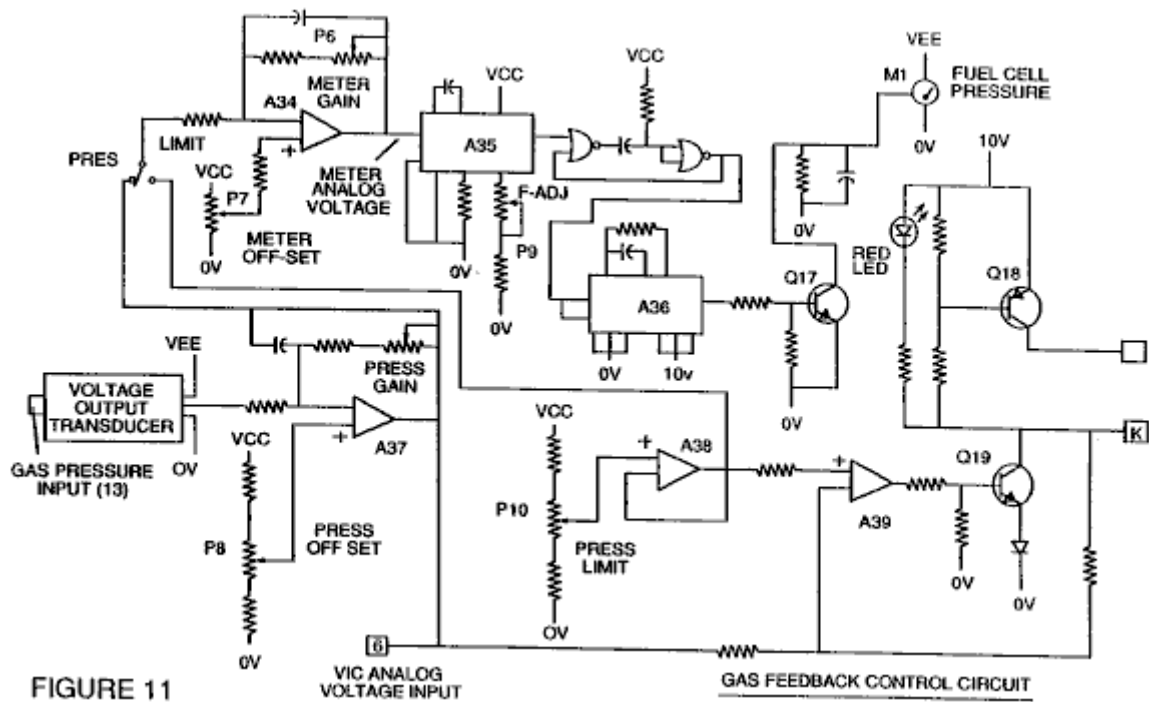 P6
METER
GAIN
A34
LIMIT
+
PRES
VCC
P7
0V
METER
OFF-SET
METER
ANALOG
VOLTAGE
VCC
A35
F-ADJ
P9
0V
0V
VCC
A36
0V
10v
VEE
M1
FUEL CELL
PRESSURE
0V
10V
0V
RED
LED
Q17
Q18
0V
VEE
VOLTAGE
OUTPUT
TRANSDUCER
OV
GAS PRESSURE
INPUT (13)
PRESS
GAIN
+
A37
VCC
P8
PRESS
OFF SET
0V
VCC
P10
PRESS
LIMIT
OV
+
A38
+
A39
Q19
K
0V
0V
6
VIC ANALOG
VOLTAGE INPUT
FIGURE 11
GAS FEEDBACK CONTROL CIRCUIT